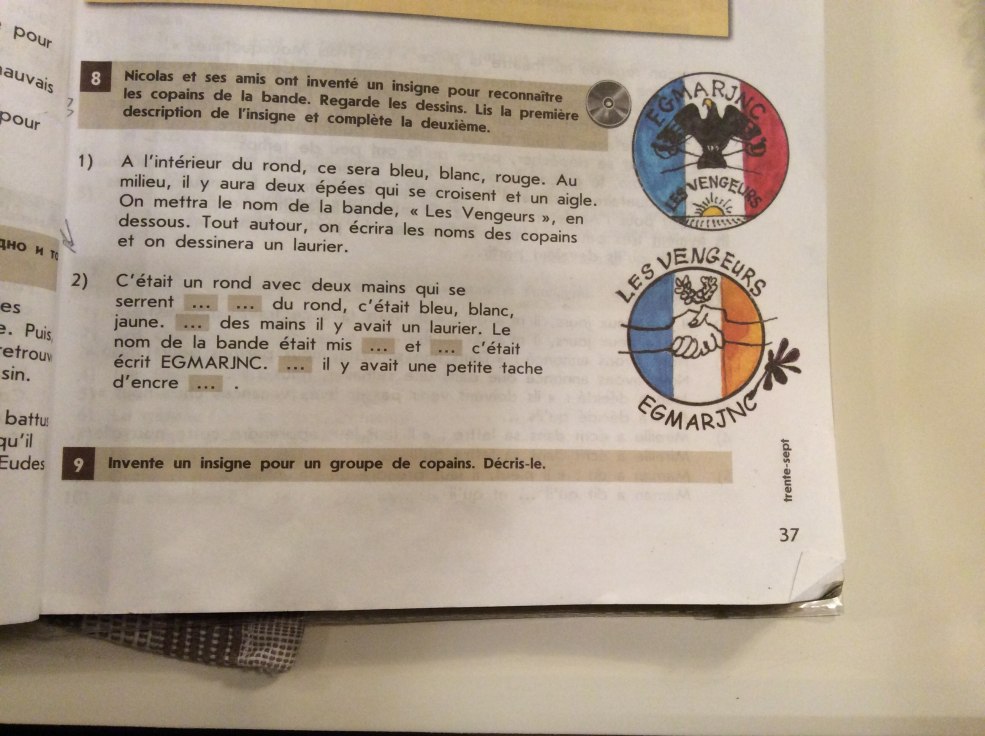 pour
auvais
pour
дно и то
es
e. Puis,
etrouv
sin.
battus
qu'il
Eudes
8 Nicolas et ses amis ont inventé un insigne pour reconnaître
les copains de la bande. Regarde les dessins. Lis la première
description de l'insigne et complète la deuxième.
1) A l'intérieur du rond, ce sera bleu, blanc, rouge. Au
milieu, il y aura deux épées qui se croisent et un aigle.
On mettra le nom de la bande, « Les Vengeurs », en
dessous. Tout autour, on écrira les noms des copains
et on dessinera un laurier.
2) C'était un rond avec deux mains qui se
serrent ... ... du rond, c'était bleu, blanc,
jaune. ... des mains il y avait un laurier. Le
nom de la bande était mis ... et ... c'était
écrit EGMARJNC. ... il y avait une petite tache
d'encre ... .
EGMARJNC
LES VENGEURS
LES VENGEURS
EGMARJNC
9 Invente un insigne pour un groupe de copains. Décris-le.
trente-sept
37